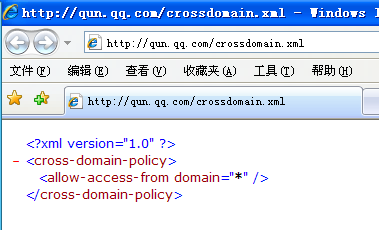 http://qun.qq.com/crossdomain.xml - Windows I
http://qun.qq.com/crossdomain.xml
文件(F) 编辑(E) 查看(V) 收藏夹(A) 工具(T) 帮助(H)
http://qun.qq.com/crossdomain.xml
<?xml version="1.0" ?>
- <cross-domain-policy>
<allow-access-from domain="*" />
</cross-domain-policy>